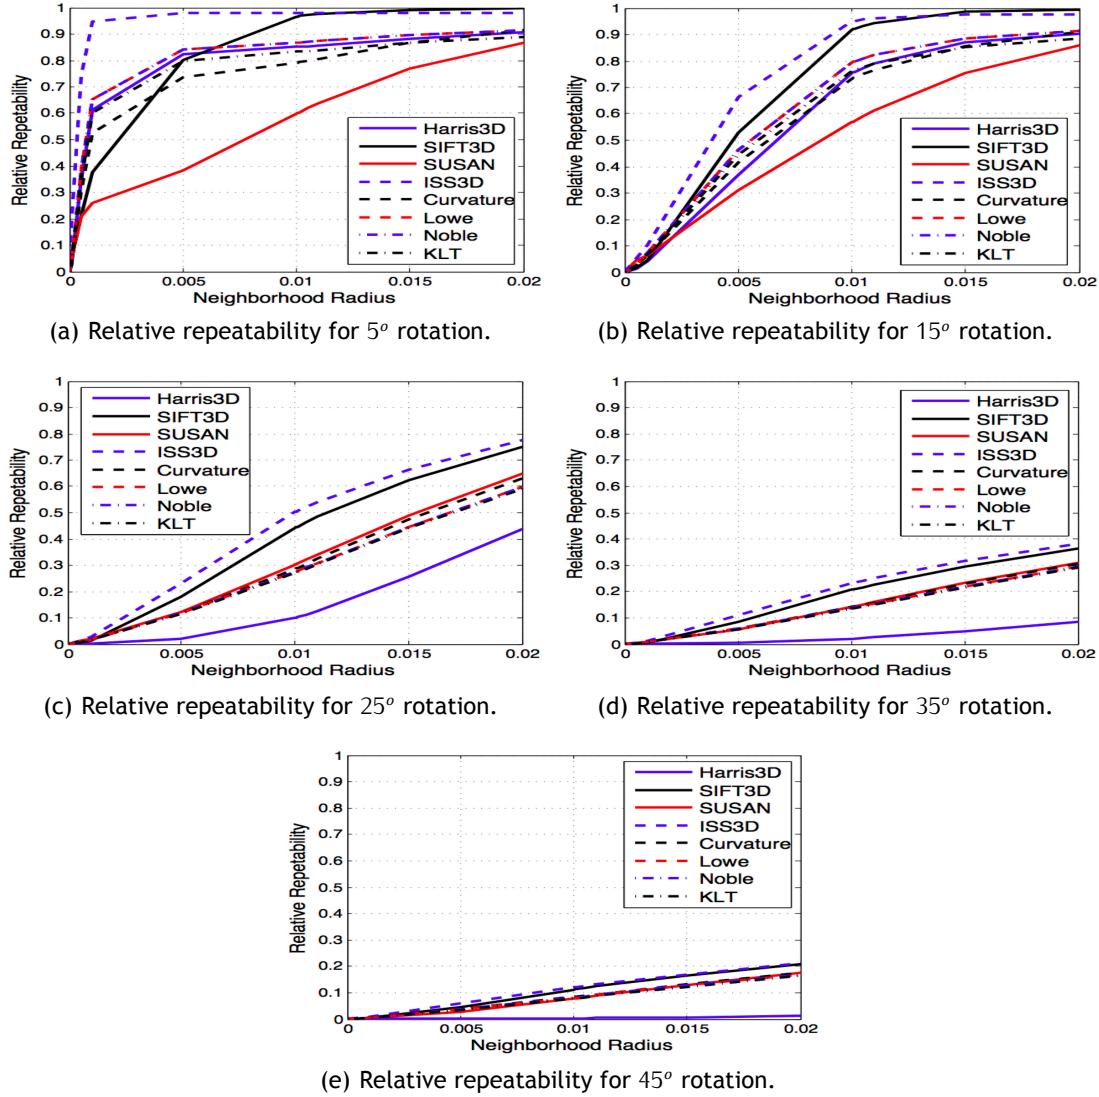 1
0.9
0.8
0.7
0.6
0.5
0.4
0.3
0.2
0.1
0
Relative Repetability
Harris3D
SIFT3D
SUSAN
ISS3D
Curvature
Lowe
Noble
KLT
0 0.005 0.01 0.015 0.02
Neighborhood Radius
(a) Relative repeatability for 5º rotation.
1
0.9
0.8
0.7
0.6
0.5
0.4
0.3
0.2
0.1
0
Relative Repetability
Harris3D
SIFT3D
SUSAN
ISS3D
Curvature
Lowe
Noble
KLT
0 0.005 0.01 0.015 0.02
Neighborhood Radius
(b) Relative repeatability for 15º rotation.
1
0.9
0.8
0.7
0.6
0.5
0.4
0.3
0.2
0.1
0
Relative Repetability
Harris3D
SIFT3D
SUSAN
ISS3D
Curvature
Lowe
Noble
KLT
0 0.005 0.01 0.015 0.02
Neighborhood Radius
(c) Relative repeatability for 25º rotation.
1
0.9
0.8
0.7
0.6
0.5
0.4
0.3
0.2
0.1
0
Relative Repetability
Harris3D
SIFT3D
SUSAN
ISS3D
Curvature
Lowe
Noble
KLT
0 0.005 0.01 0.015 0.02
Neighborhood Radius
(d) Relative repeatability for 35º rotation.
1
0.9
0.8
0.7
0.6
0.5
0.4
0.3
0.2
0.1
0
Relative Repetability
Harris3D
SIFT3D
SUSAN
ISS3D
Curvature
Lowe
Noble
KLT
0 0.005 0.01 0.015 0.02
Neighborhood Radius
(e) Relative repeatability for 45º rotation.